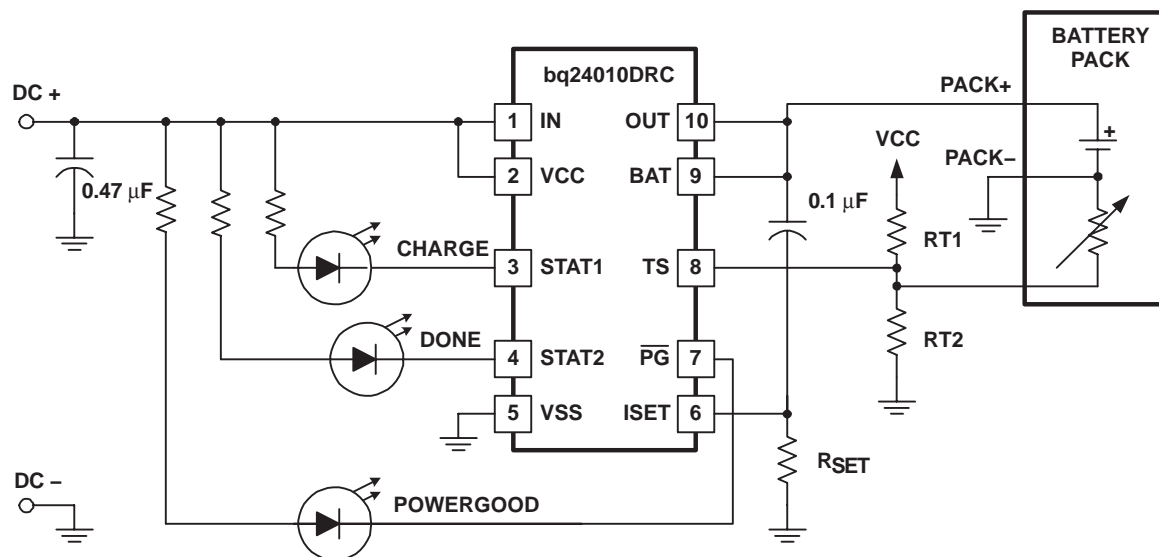 BATTERY
PACK
bq24010DRC
DC +
PACK+
1 IN OUT 10
VCC
PACK–
2 VCC BAT 9
0.47 μF
0.1 μF
CHARGE
RT1
3 STAT1 TS 8
DONE
RT2
4 STAT2 PG 7
5 VSS ISET 6
RSET
DC –
POWERGOOD
+